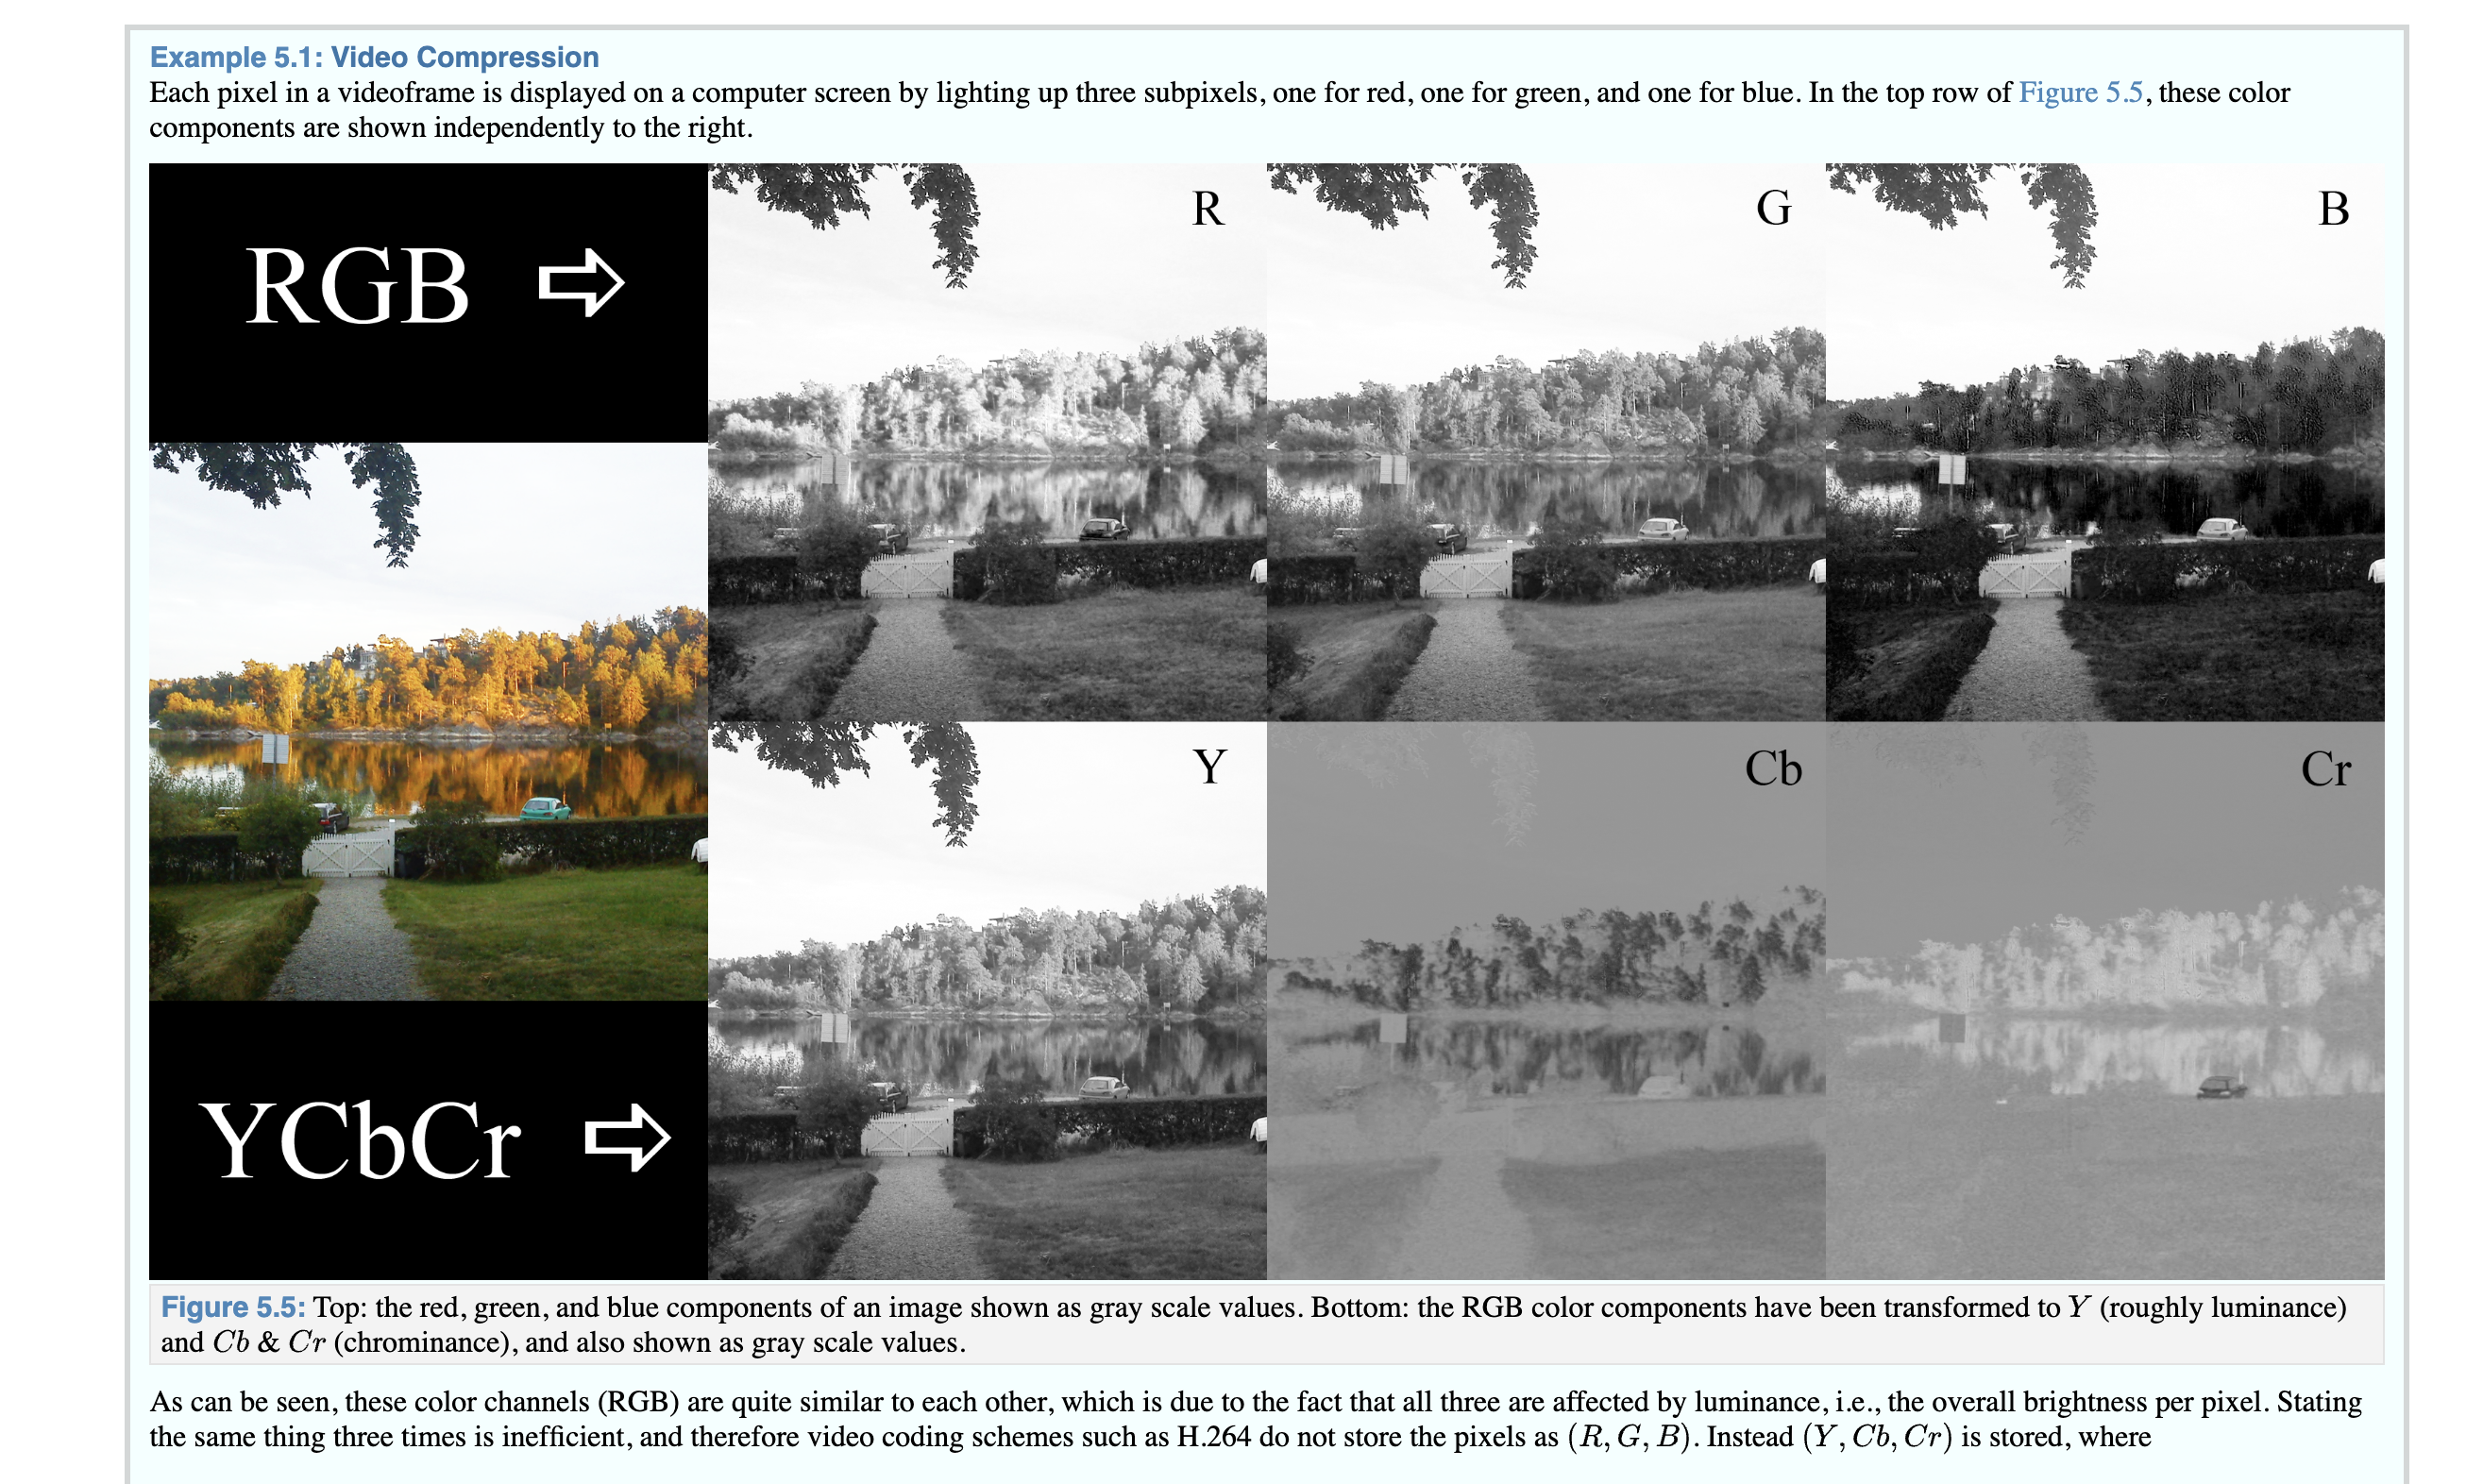 Example 5.1: Video Compression
Each pixel in a videoframe is displayed on a computer screen by lighting up three subpixels, one for red, one for green, and one for blue. In the top row of Figure 5.5, these color
components are shown independently to the right.
RGB ⇨
R
G
B
YCbCr ⇨
Y
Cb
Cr
Figure 5.5: Top: the red, green, and blue components of an image shown as gray scale values. Bottom: the RGB color components have been transformed to Y (roughly luminance)
and Cb & Cr (chrominance), and also shown as gray scale values.
As can be seen, these color channels (RGB) are quite similar to each other, which is due to the fact that all three are affected by luminance, i.e., the overall brightness per pixel. Stating
the same thing three times is inefficient, and therefore video coding schemes such as H.264 do not store the pixels as (R, G, B). Instead (Y, Cb, Cr) is stored, where